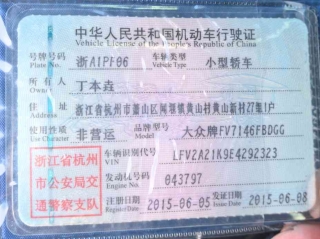 中华人民共和国机动车行驶证
Vehicle License of the People's Republic of China
号牌号码 浙A1PF06 车辆类型 小型轿车
Plate No. Vehicle Type
所有人 丁本焱
Owner
住址 浙江省杭州市萧山区闻堰镇黄山村黄山新村27幢1户
Address
使用性质 非营运 品牌型号 大众牌FV7146FBDGG
Use Character Model
浙江省杭州 车辆识别代号 LFV2A21K9E4292323
VIN
市公安局交 发动机号码 043797
Engine No.
通警察支队 注册日期 2015-06-05 发证日期 2015-06-08
Register Date Issue Date